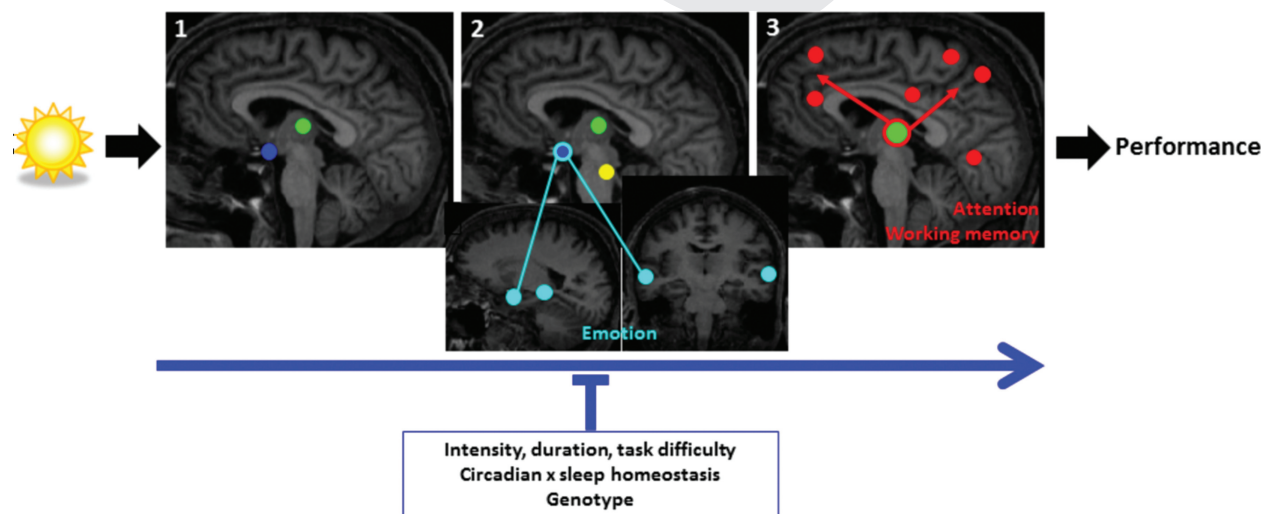 1
2
3
Performance
Attention
Working memory
Emotion
Intensity, duration, task difficulty
Circadian x sleep homeostasis
Genotype